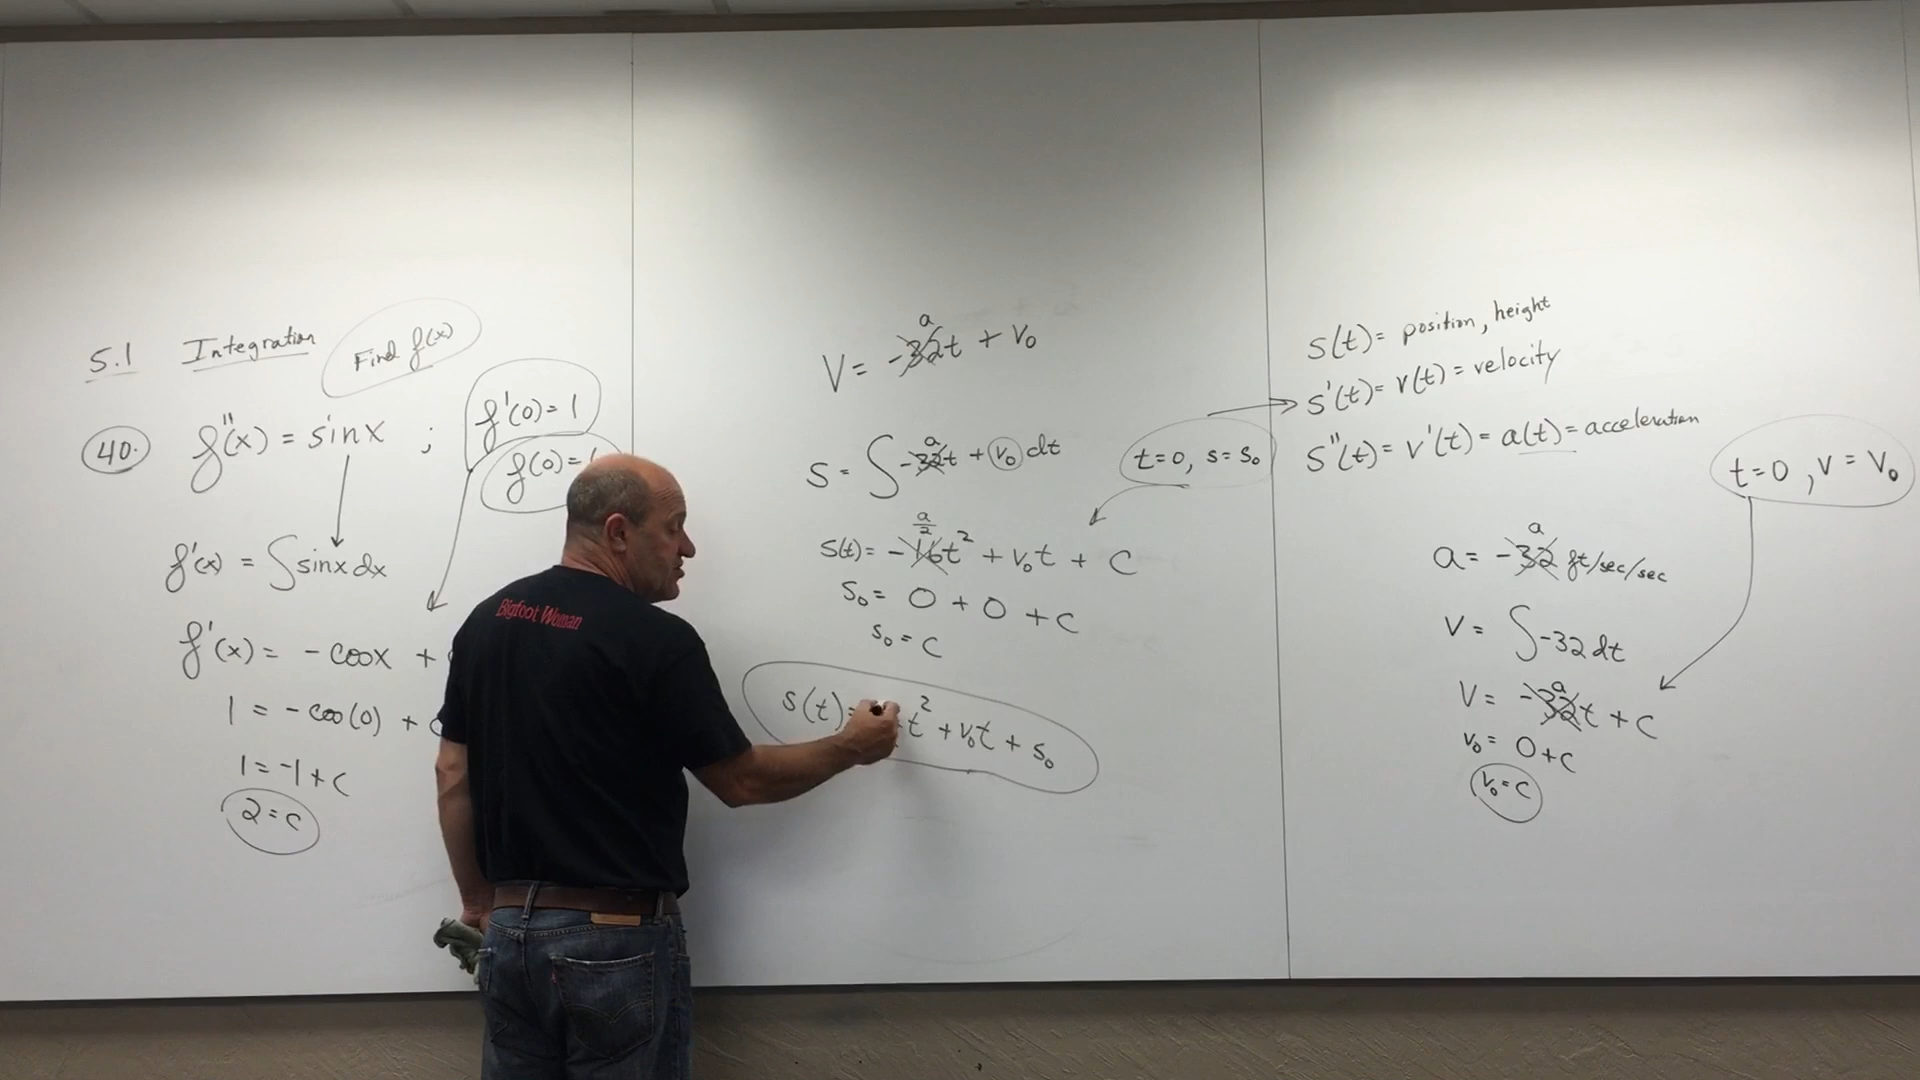 5.1 Integration Find f(x)
40. f''(x) = sinx ; f'(0) = 1
f(0) =
f'(x) = ∫sinx dx
f'(x) = - cosx +
1 = - cos(0) +
1 = -1 + c
2 = c
Bigfoot Woman
a
V = -32t + V₀
a
S = ∫-32t + V₀ dt
t=0, s=s₀
a/2
s(t) = -16t² + V₀t + C
s₀ = 0 + 0 + C
s₀ = C
s(t) = t² + V₀t + s₀
s(t) = position, height
s'(t) = v(t) = velocity
s''(t) = v'(t) = a(t) = acceleration
t=0, V = V₀
a
a = -32 ft/sec/sec
V = ∫-32 dt
a
V = -32t + C
V₀ = 0 + C
V₀ = C